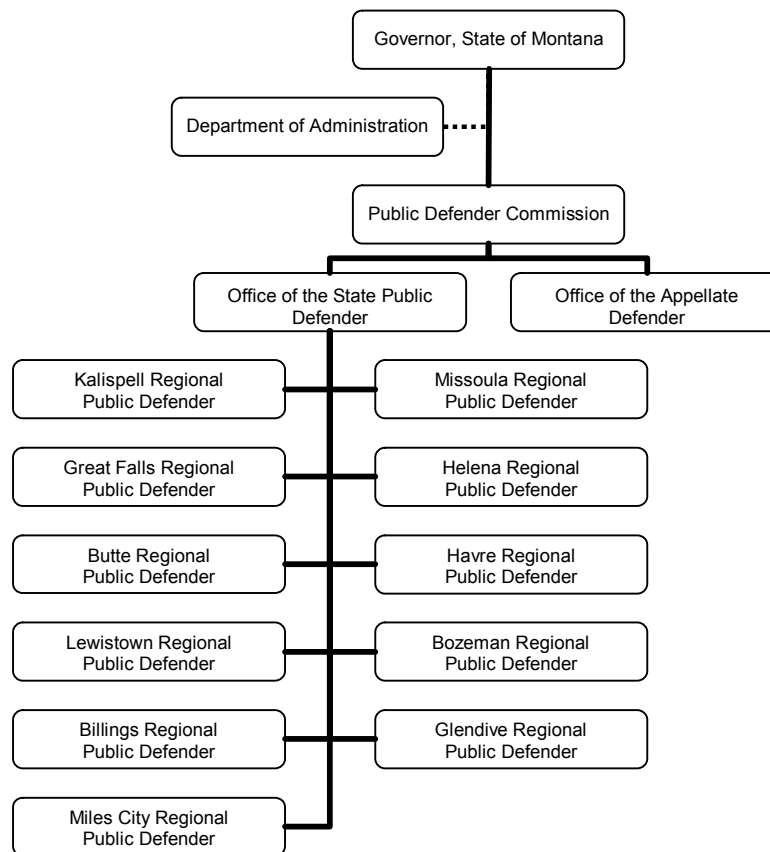 Governor, State of Montana
Department of Administration
Public Defender Commission
Office of the State Public
Defender
Office of the Appellate
Defender
Kalispell Regional
Public Defender
Missoula Regional
Public Defender
Great Falls Regional
Public Defender
Helena Regional
Public Defender
Butte Regional
Public Defender
Havre Regional
Public Defender
Lewistown Regional
Public Defender
Bozeman Regional
Public Defender
Billings Regional
Public Defender
Glendive Regional
Public Defender
Miles City Regional
Public Defender